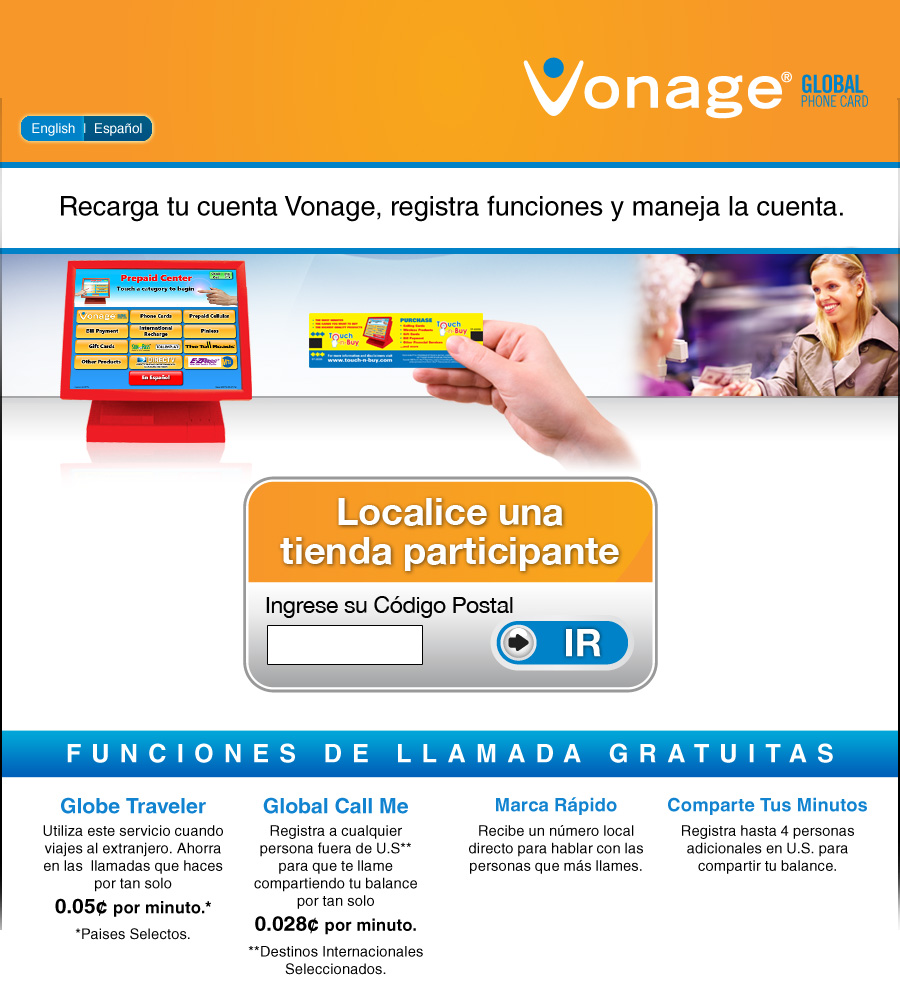 Vonage® GLOBAL
PHONE CARD
English | Español
Recarga tu cuenta Vonage, registra funciones y maneja la cuenta.
Prepaid Center
Touch a category to begin
Vonage
Phone Cards
Prepaid Cellular
Bill Payment
International
Recharge
Pinless
Gift Cards
Other Products
DIRECTV
En Español
PURCHASE
Touch
n-Buy
Touch
n-Buy
www.touch-n-buy.com
Localice una
tienda participante
Ingrese su Código Postal
IR
FUNCIONES DE LLAMADA GRATUITAS
Globe Traveler
Utiliza este servicio cuando
viajes al extranjero. Ahorra
en las llamadas que haces
por tan solo
0.05¢ por minuto.*
*Paises Selectos.
Global Call Me
Registra a cualquier
persona fuera de U.S**
para que te llame
compartiendo tu balance
por tan solo
0.028¢ por minuto.
**Destinos Internacionales
Seleccionados.
Marca Rápido
Recibe un número local
directo para hablar con las
personas que más llames.
Comparte Tus Minutos
Registra hasta 4 personas
adicionales en U.S. para
compartir tu balance.